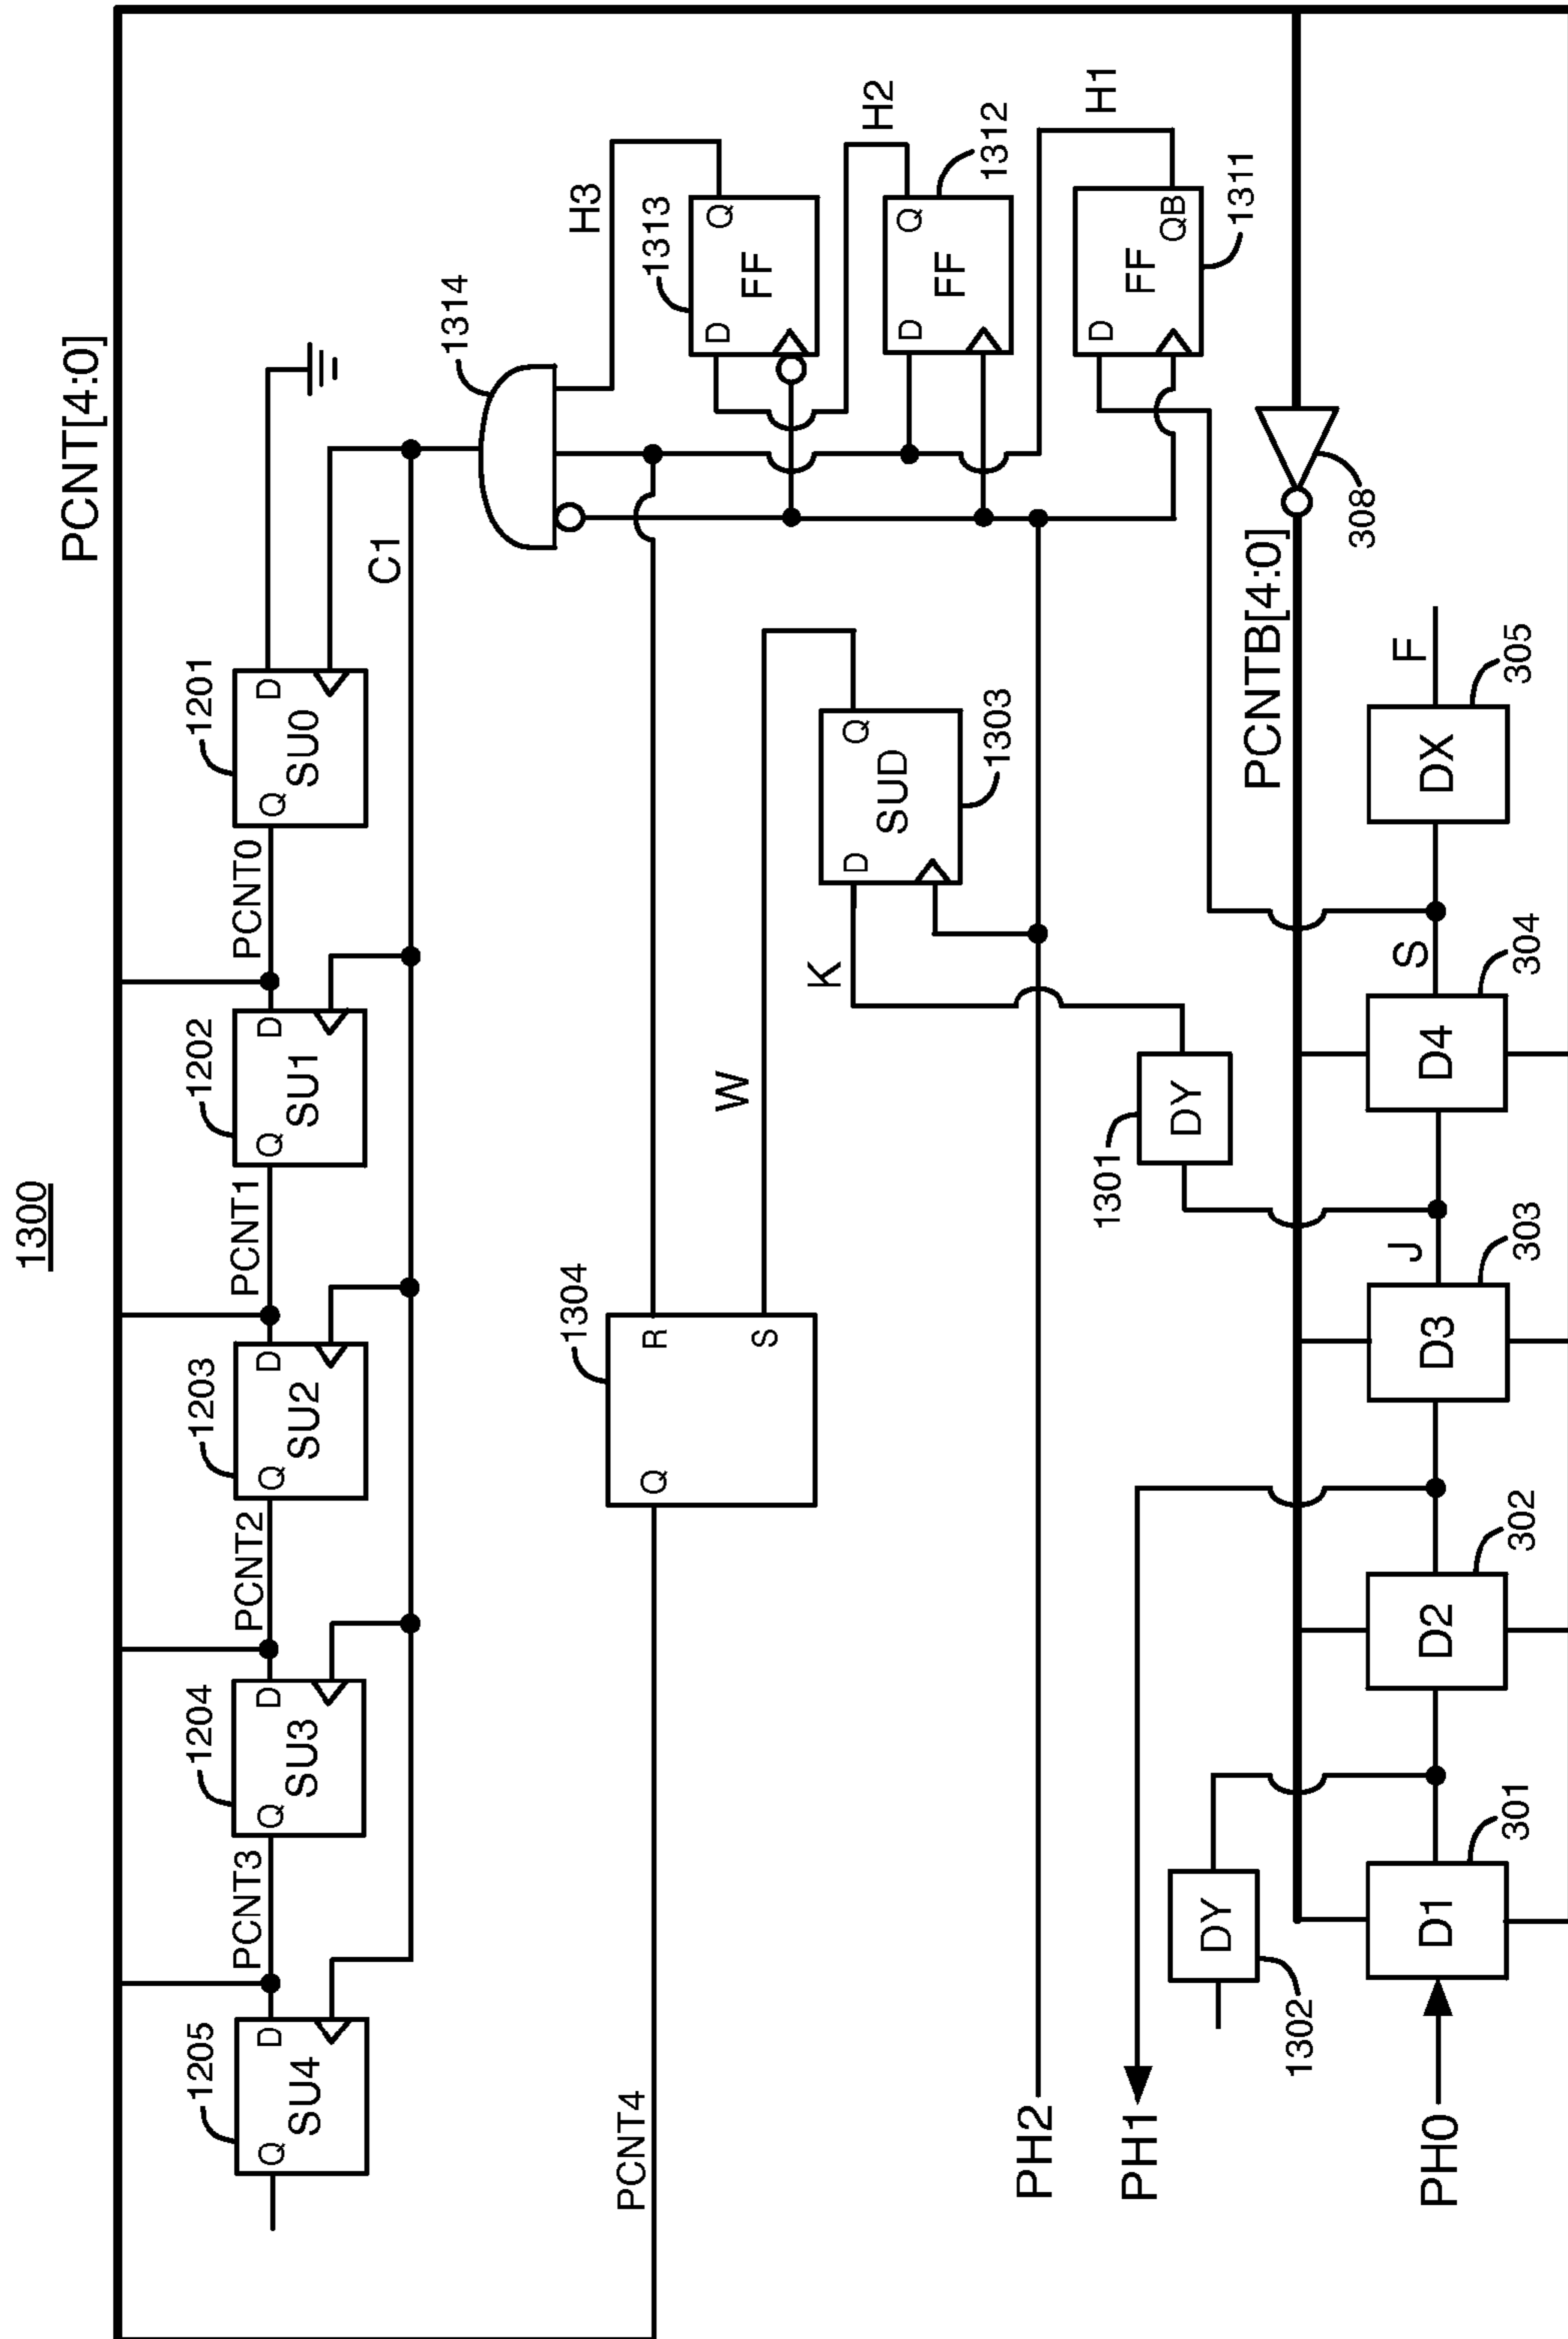 1300
PCNT[4:0]
1205
Q
D
SU4
PCNT3
1204
Q
D
SU3
PCNT2
1203
Q
D
SU2
PCNT1
1202
Q
D
SU1
PCNT0
1201
Q
D
SU0
C1
1314
H3
1313
D
Q
FF
H2
1312
D
Q
FF
H1
1311
D
QB
FF
PCNT4
1304
Q
R
S
W
1303
D
Q
SUD
K
PH2
PH1
PH0
1302
DY
1301
DY
PCNTB[4:0]
308
D1
301
D2
302
D3
303
J
D4
304
S
DX
305
F